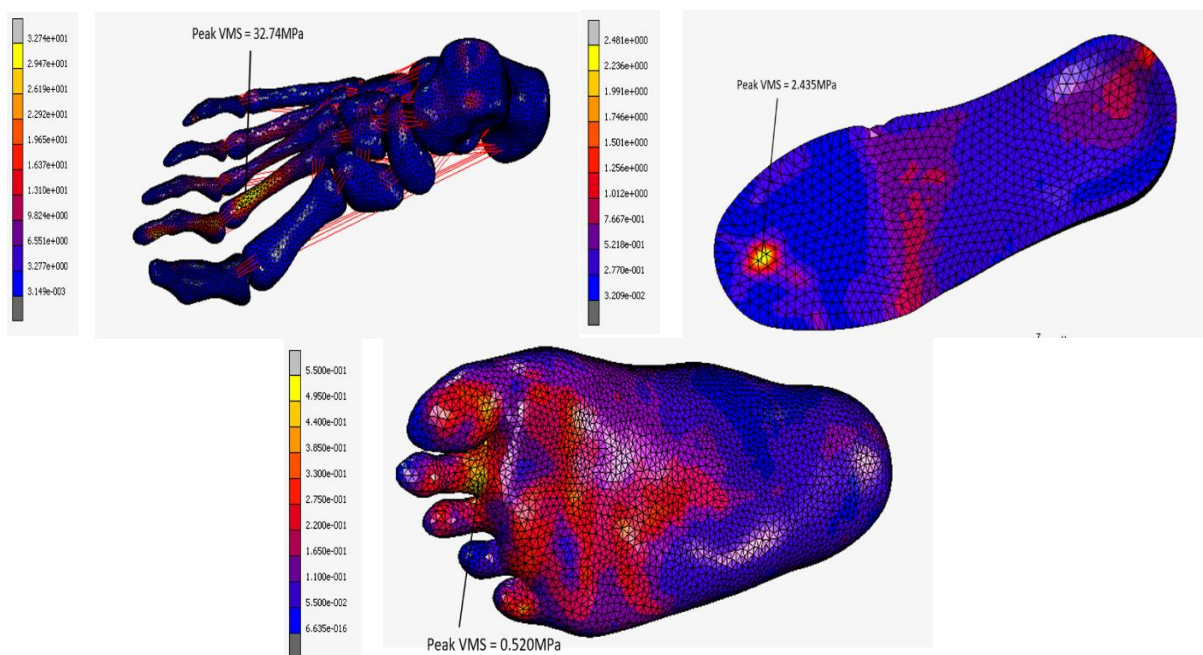 Peak VMS = 32.74MPa
3.274e+001
2.947e+001
2.619e+001
2.292e+001
1.965e+001
1.637e+001
1.310e+001
9.824e+000
6.551e+000
3.277e+000
3.149e-003
2.481e+000
2.236e+000
1.991e+000
1.746e+000
1.501e+000
1.256e+000
1.012e+000
7.667e-001
5.218e-001
2.770e-001
3.209e-002
Peak VMS = 2.435MPa
5.500e-001
4.950e-001
4.400e-001
3.850e-001
3.300e-001
2.750e-001
2.200e-001
1.650e-001
1.100e-001
5.500e-002
6.635e-016
Peak VMS = 0.520MPa